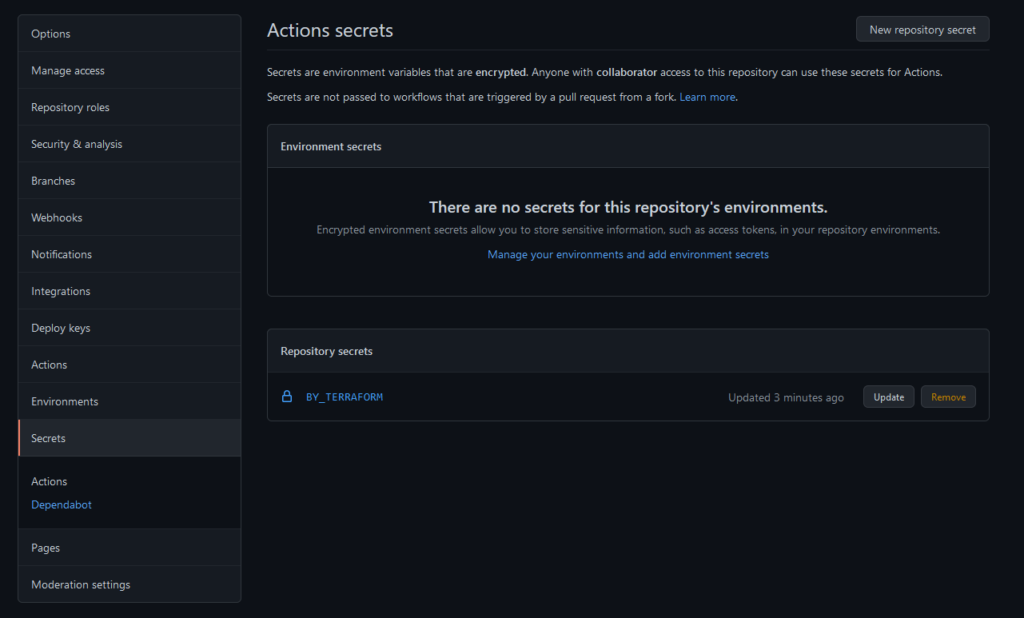 Options
Manage access
Repository roles
Security & analysis
Branches
Webhooks
Notifications
Integrations
Deploy keys
Actions
Environments
Secrets
Actions
Dependabot
Pages
Moderation settings
Actions secrets
New repository secret
Secrets are environment variables that are encrypted. Anyone with collaborator access to this repository can use these secrets for Actions.
Secrets are not passed to workflows that are triggered by a pull request from a fork. Learn more.
Environment secrets
There are no secrets for this repository's environments.
Encrypted environment secrets allow you to store sensitive information, such as access tokens, in your repository environments.
Manage your environments and add environment secrets
Repository secrets
BY_TERRAFORM Updated 3 minutes ago Update Remove